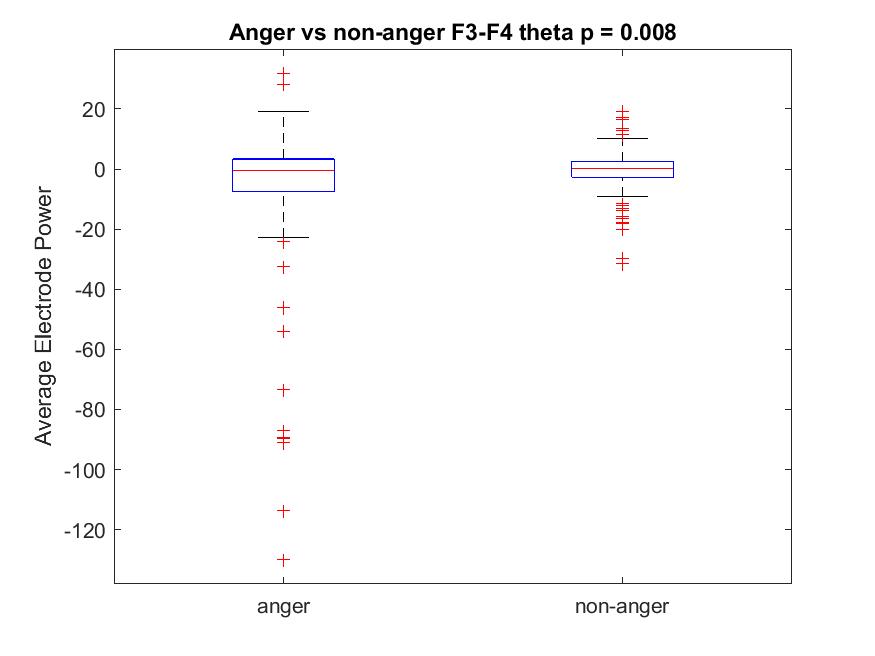 Anger vs non-anger F3-F4 theta p = 0.008
Average Electrode Power
20
0
-20
-40
-60
-80
-100
-120
anger
non-anger